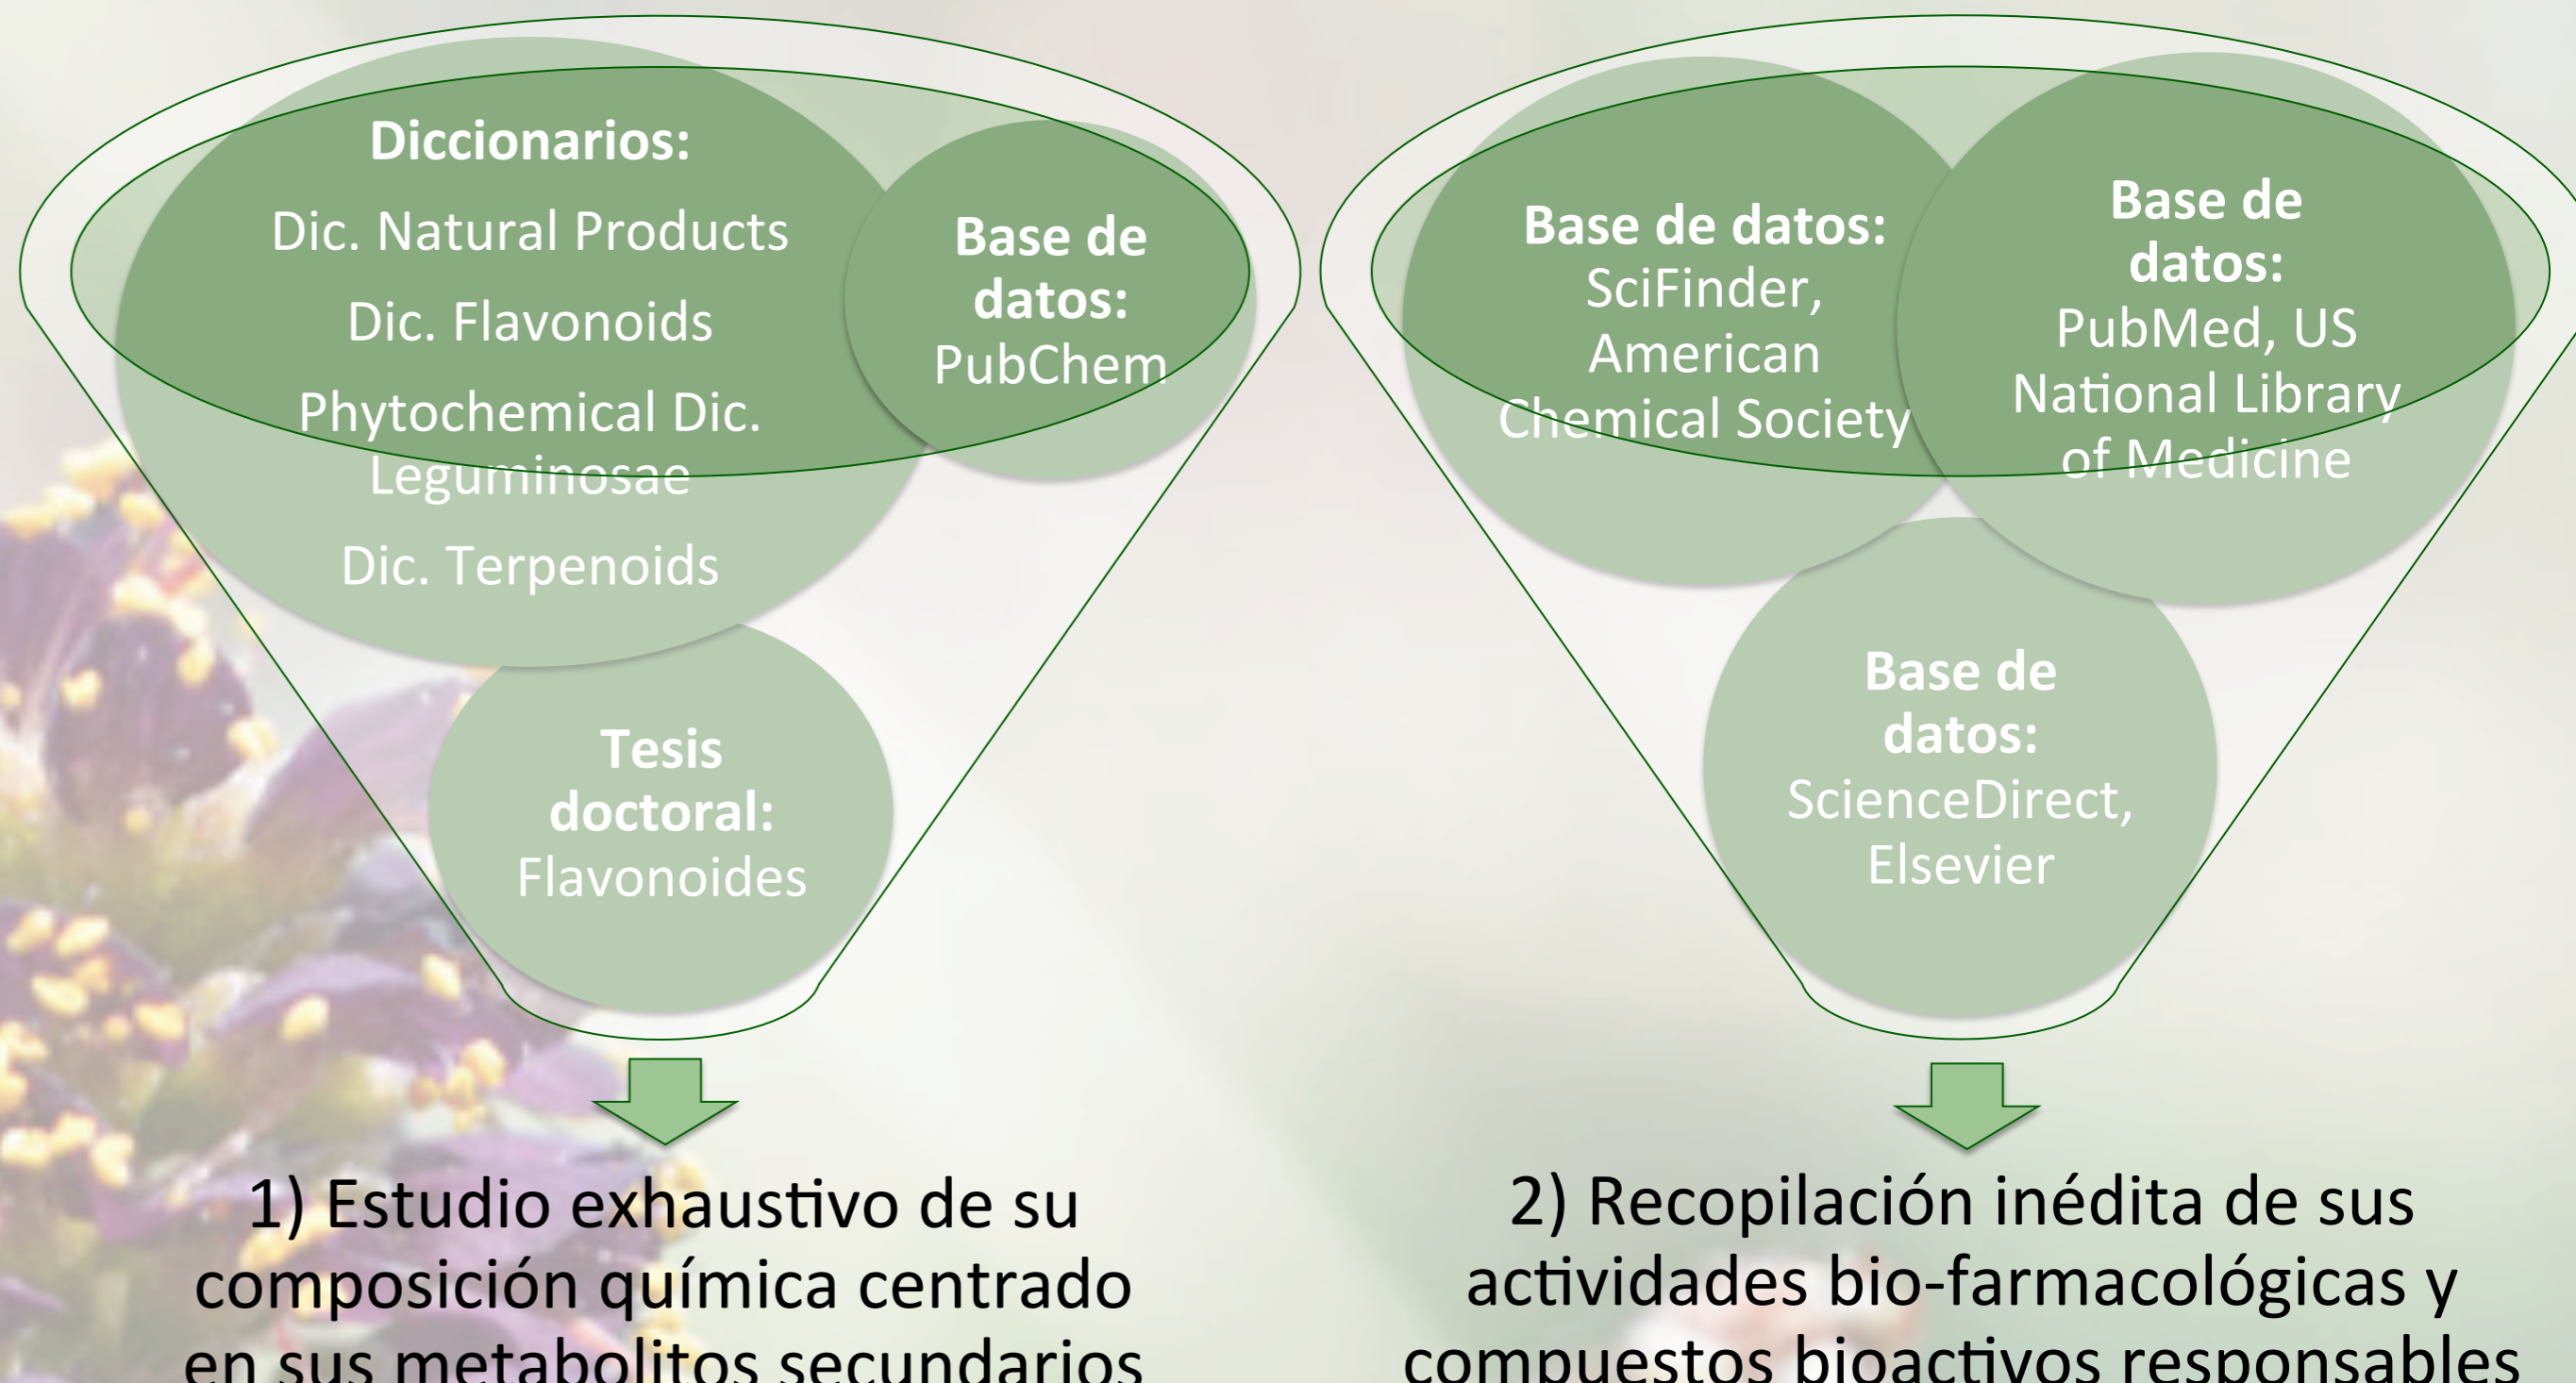 Diccionarios:
Dic. Natural Products
Dic. Flavonoids
Phytochemical Dic.
Leguminosae
Dic. Terpenoids
Base de
datos:
PubChem
Tesis
doctoral:
Flavonoides
1) Estudio exhaustivo de su
composición química centrado
en sus metabolitos secundarios
Base de datos:
SciFinder,
American
Chemical Society
Base de
datos:
PubMed, US
National Library
of Medicine
Base de
datos:
ScienceDirect,
Elsevier
2) Recopilación inédita de sus
actividades bio-farmacológicas y
compuestos bioactivos responsables